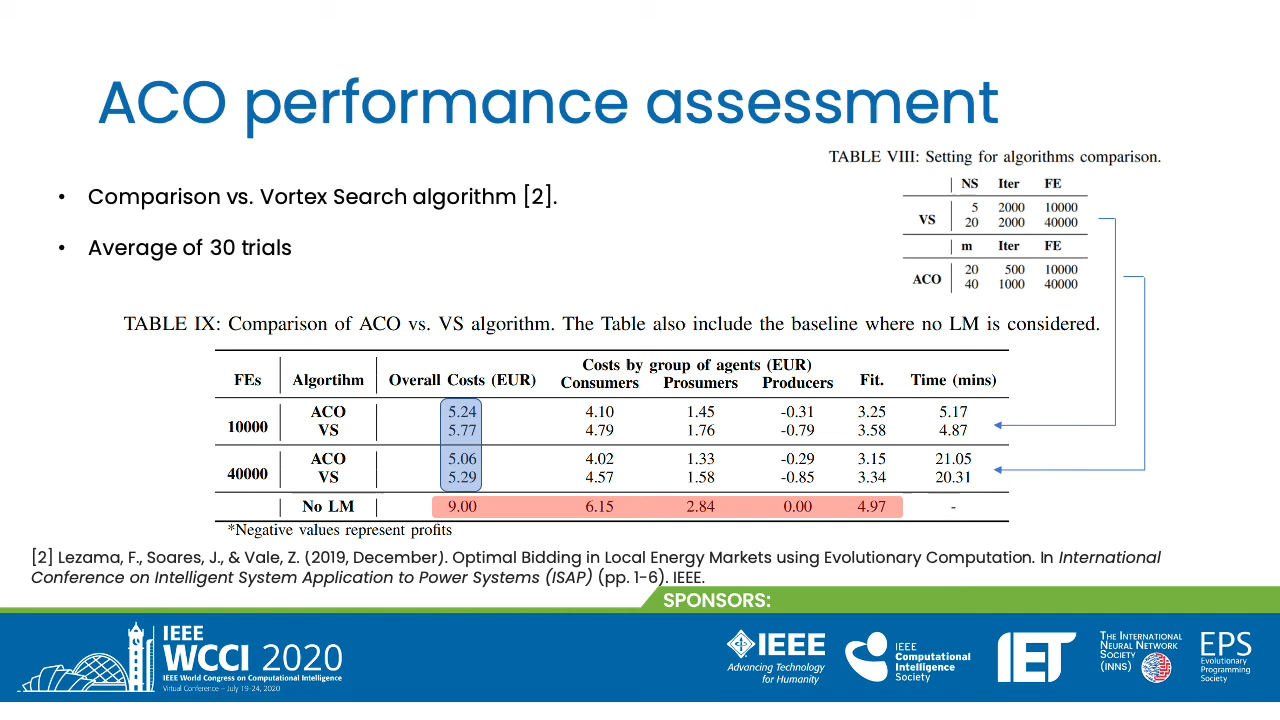 ACO performance assessment
• Comparison vs. Vortex Search algorithm [2].
• Average of 30 trials
TABLE VIII: Setting for algorithms comparison.
NS Iter FE
VS 5 2000 10000
20 2000 40000
m Iter FE
ACO 20 500 10000
40 1000 40000
TABLE IX: Comparison of ACO vs. VS algorithm. The Table also include the baseline where no LM is considered.
FEs Algortihm Overall Costs (EUR) Costs by group of agents (EUR) Fit. Time (mins)
Consumers Prosumers Producers
10000 ACO 5.24 4.10 1.45 -0.31 3.25 5.17
VS 5.77 4.79 1.76 -0.79 3.58 4.87
40000 ACO 5.06 4.02 1.33 -0.29 3.15 21.05
VS 5.29 4.57 1.58 -0.85 3.34 20.31
No LM 9.00 6.15 2.84 0.00 4.97 -
*Negative values represent profits
[2] Lezama, F., Soares, J., & Vale, Z. (2019, December). Optimal Bidding in Local Energy Markets using Evolutionary Computation. In International
Conference on Intelligent System Application to Power Systems (ISAP) (pp. 1-6). IEEE.
SPONSORS:
IEEE
WCCI 2020
IEEE World Congress on Computational Intelligence
Virtual Conference – July 19-24, 2020
IEEE
Advancing Technology
for Humanity
IEEE
Computational
Intelligence
Society
IET
THE INTERNATIONAL
NEURAL NETWORK
SOCIETY
(INNS)
EPS
Evolutionary
Programming
Society